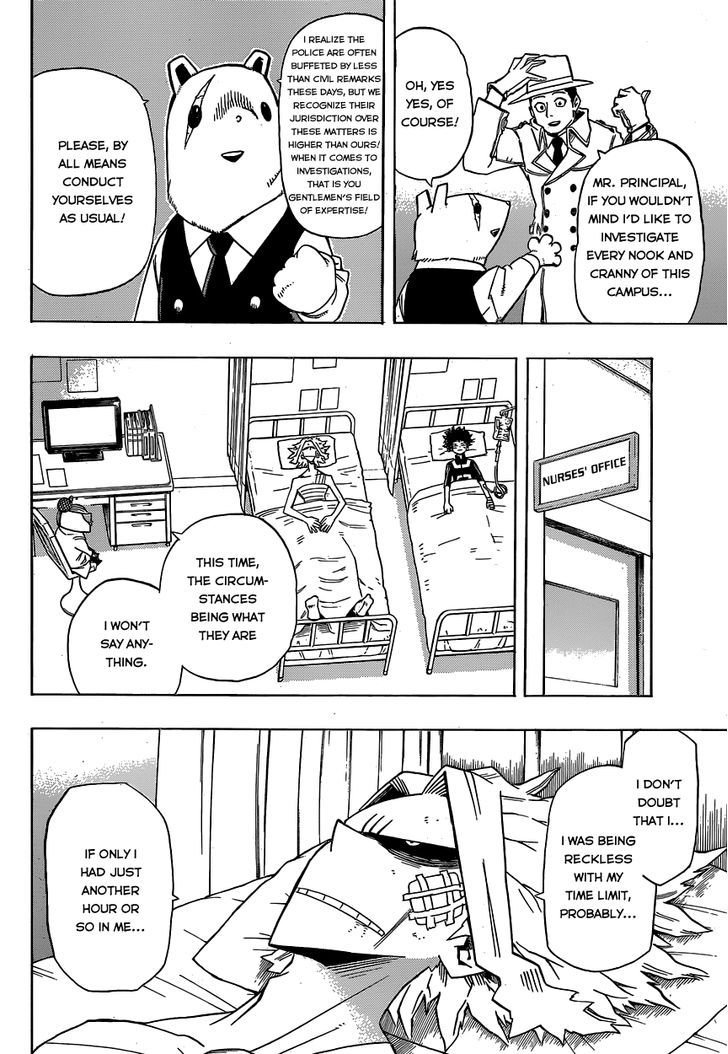 MR. PRINCIPAL,
IF YOU WOULDN'T
MIND I'D LIKE TO
INVESTIGATE
EVERY NOOK AND
CRANNY OF THIS
CAMPUS...
OH, YES
YES, OF
COURSE!
I REALIZE THE
POLICE ARE OFTEN
BUFFETED BY LESS
THAN CIVIL REMARKS
THESE DAYS, BUT WE
RECOGNIZE THEIR
JURISDICTION OVER
THESE MATTERS IS
HIGHER THAN OURS!
WHEN IT COMES TO
INVESTIGATIONS,
THAT IS YOU
GENTLEMEN'S FIELD
OF EXPERTISE!
PLEASE, BY
ALL MEANS
CONDUCT
YOURSELVES
AS USUAL!
NURSES' OFFICE
THIS TIME,
THE CIRCUM-
STANCES
BEING WHAT
THEY ARE
I WON'T
SAY ANY-
THING.
I DON'T
DOUBT
THAT I...
I WAS BEING
RECKLESS
WITH MY
TIME LIMIT,
PROBABLY...
IF ONLY I
HAD JUST
ANOTHER
HOUR OR
SO IN ME...